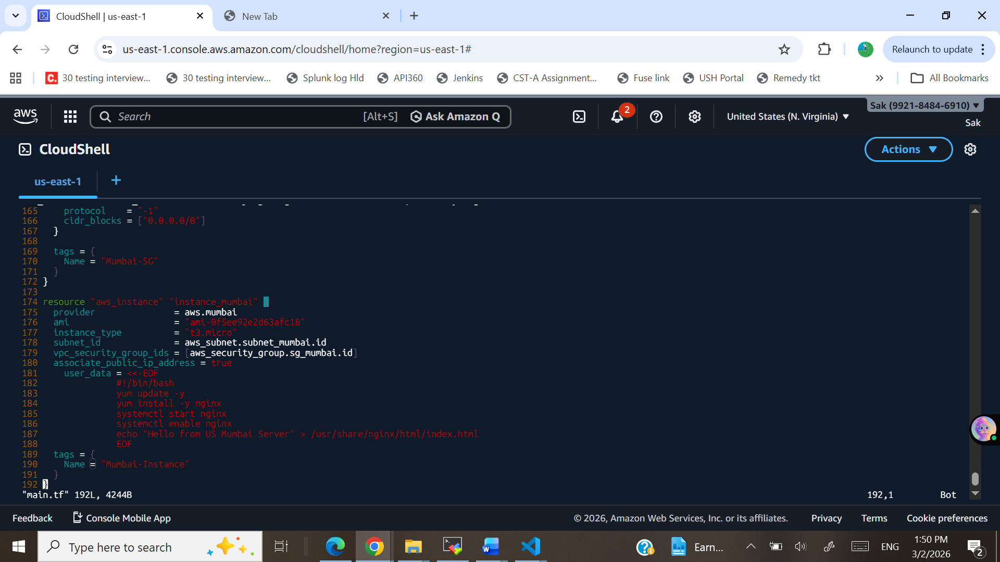 CloudShell | us-east-1
New Tab
us-east-1.console.aws.amazon.com/cloudshell/home?region=us-east-1#
Relaunch to update
C. 30 testing interview...
30 testing interview...
Splunk log Hld
API360
Jenkins
CST-A Assignment...
Fuse link
USH Portal
Remedy tkt
All Bookmarks
aws
Search
[Alt+S]
Ask Amazon Q
2
United States (N. Virginia)
Sak (9921-8484-6910)
Sak
CloudShell
Actions
us-east-1
165     protocol    = "-1"
166     cidr_blocks = ["0.0.0.0/0"]
167   }
168
169   tags = {
170     Name = "Mumbai-SG"
171   }
172 }
173
174 resource "aws_instance" "instance_mumbai" {
175   provider               = aws.mumbai
176   ami                    = "ami-0f5ee92e2d63afc18"
177   instance_type          = "t3.micro"
178   subnet_id              = aws_subnet.subnet_mumbai.id
179   vpc_security_group_ids = [aws_security_group.sg_mumbai.id]
180   associate_public_ip_address = true
181     user_data = <<-EOF
182               #!/bin/bash
183               yum update -y
184               yum install -y nginx
185               systemctl start nginx
186               systemctl enable nginx
187               echo "Hello from US Mumbai Server" > /usr/share/nginx/html/index.html
188               EOF
189   tags = {
190     Name = "Mumbai-Instance"
191   }
192 }
"main.tf" 192L, 4244B
192,1
Bot
Feedback
Console Mobile App
© 2026, Amazon Web Services, Inc. or its affiliates.
Privacy
Terms
Cookie preferences
Type here to search
Earn...
ENG
1:50 PM
3/2/2026
2